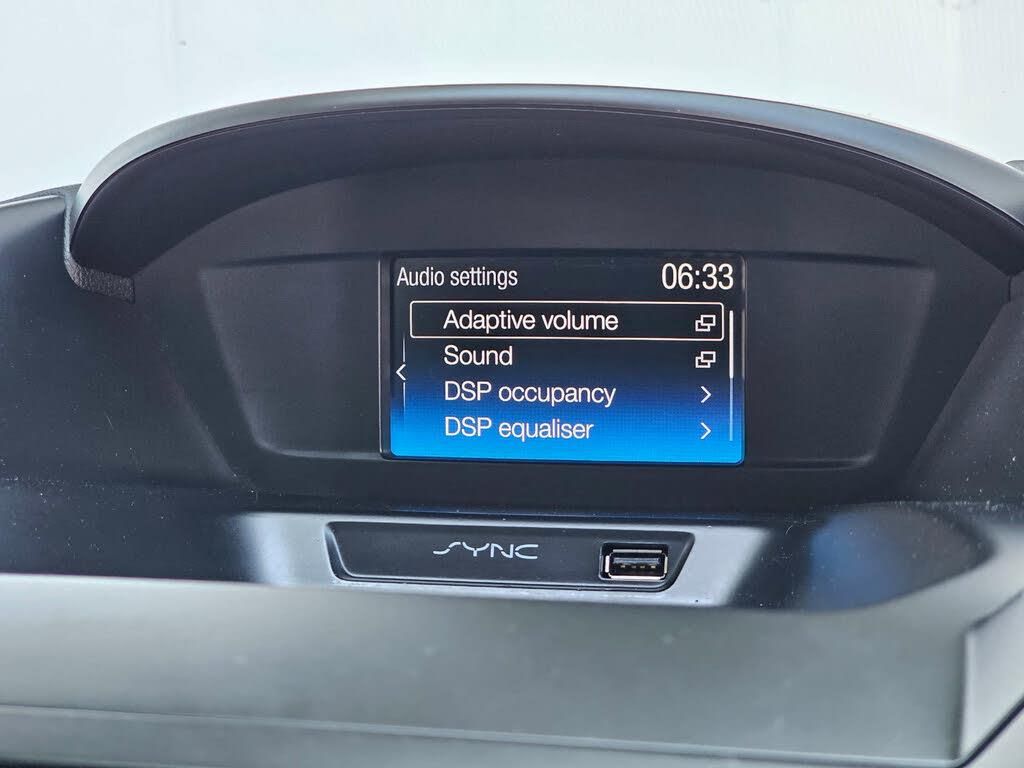 Audio settings 06:33
Adaptive volume
Sound
DSP occupancy
DSP equaliser
SYNC